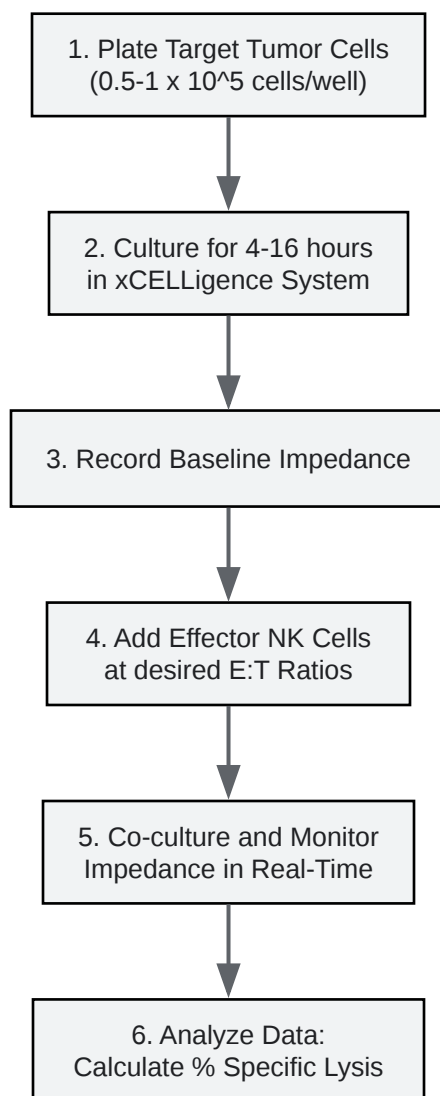 1. Plate Target Tumor Cells
(0.5-1 x 10^5 cells/well)
2. Culture for 4-16 hours
in xCELLigence System
3. Record Baseline Impedance
4. Add Effector NK Cells
at desired E:T Ratios
5. Co-culture and Monitor
Impedance in Real-Time
6. Analyze Data:
Calculate % Specific Lysis